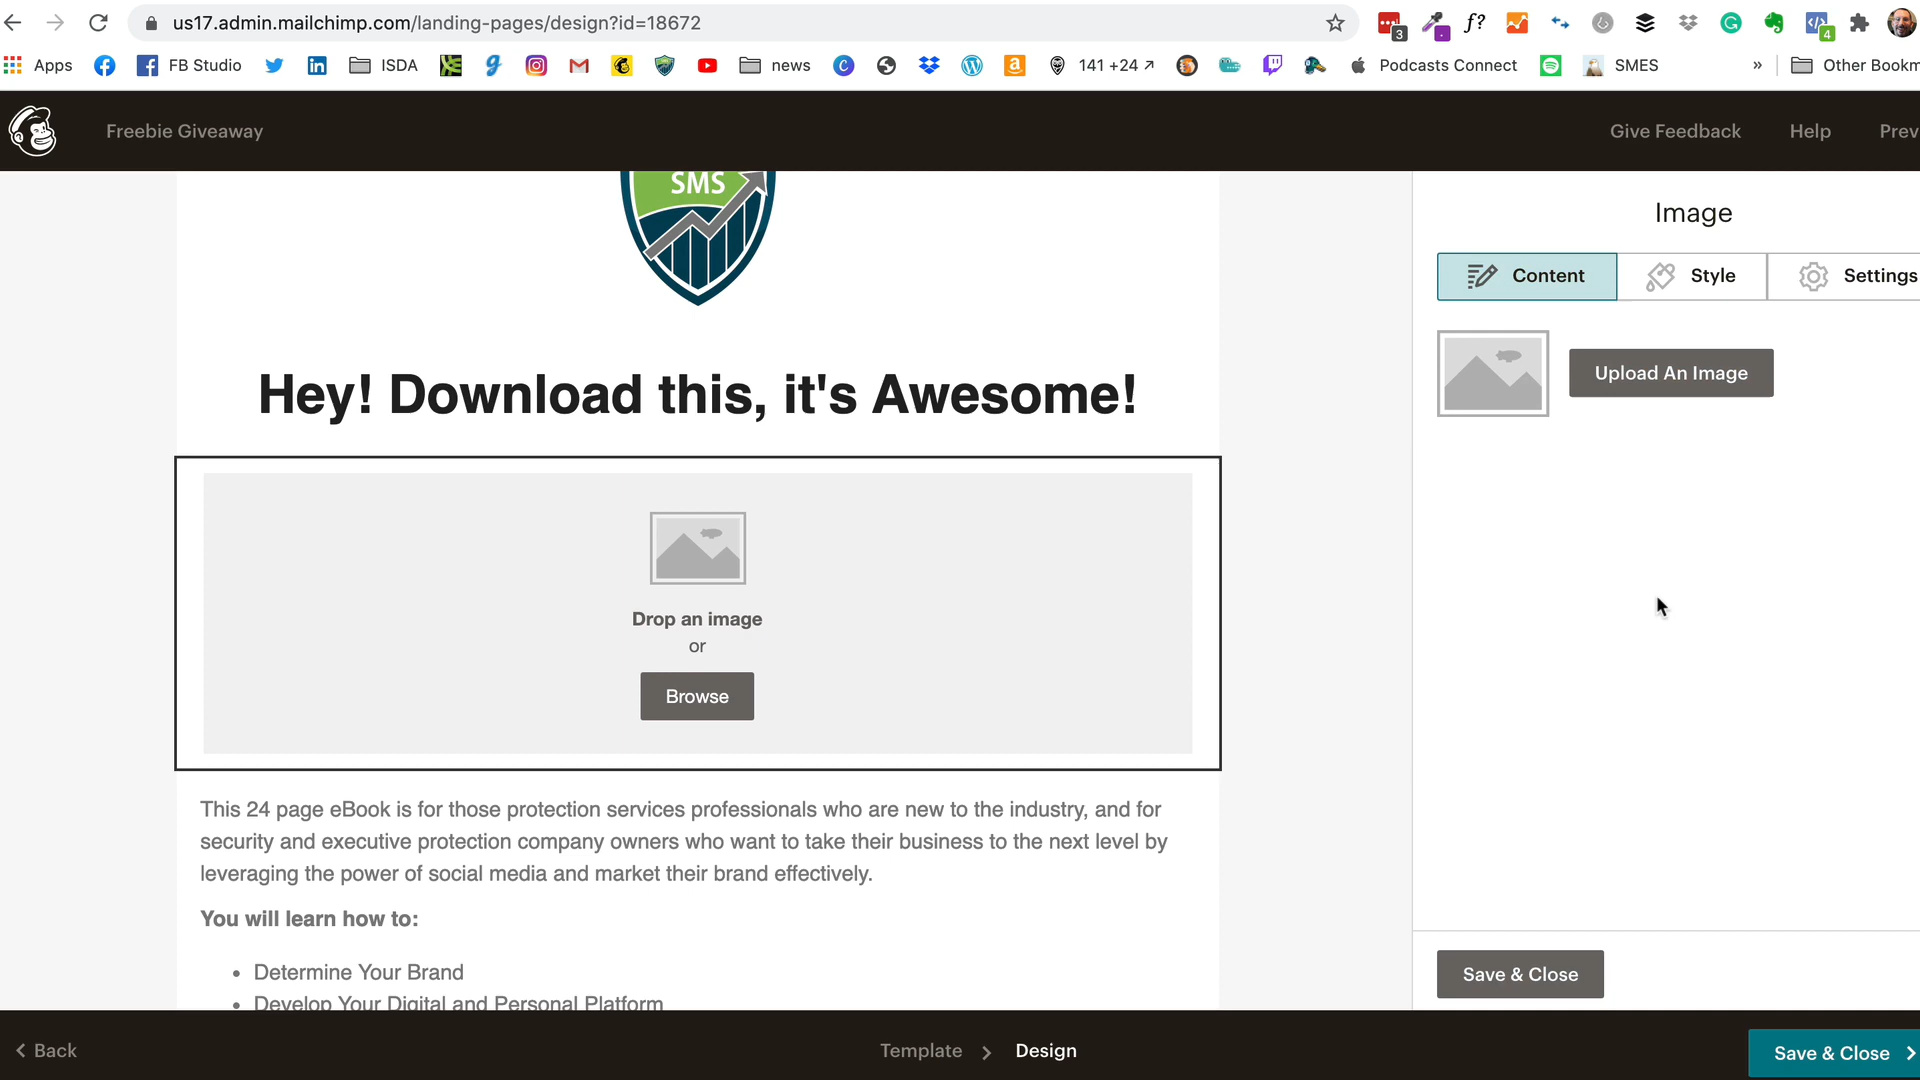 us17.admin.mailchimp.com/landing-pages/design?id=18672
3
f?
4
Apps
FB Studio
ISDA
news
141 +24 ↗
Podcasts Connect
SMES
»
Other Bookm
Freebie Giveaway
Give Feedback
Help
Prev
SMS
Image
Content
Style
Settings
Upload An Image
Hey! Download this, it's Awesome!
Drop an image
or
Browse
This 24 page eBook is for those protection services professionals who are new to the industry, and for
security and executive protection company owners who want to take their business to the next level by
leveraging the power of social media and market their brand effectively.
You will learn how to:
• Determine Your Brand
• Develop Your Digital and Personal Platform
Save & Close
Back
Template
Design
Save & Close